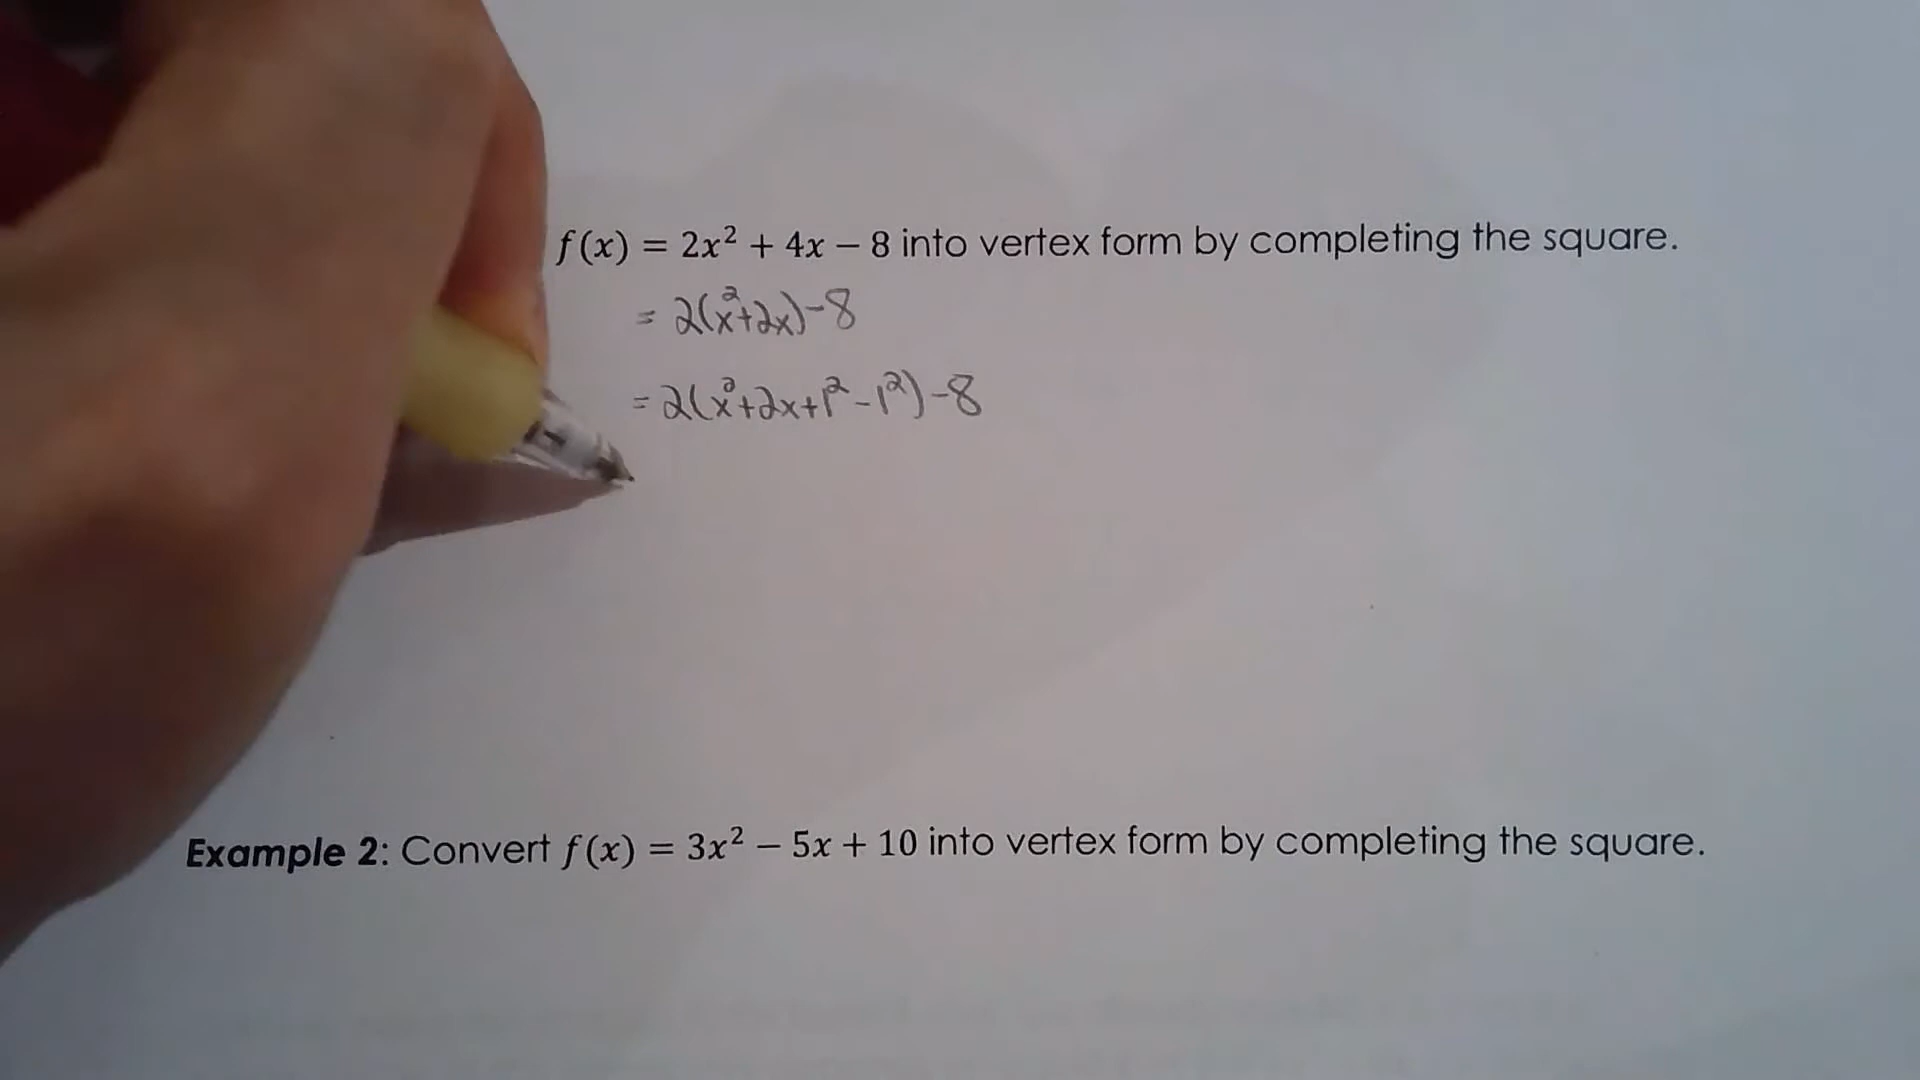 f(x) = 2x² + 4x − 8 into vertex form by completing the square.
= 2(x²+2x)-8
= 2(x²+2x+1²-1²)-8
Example 2: Convert f(x) = 3x² − 5x + 10 into vertex form by completing the square.